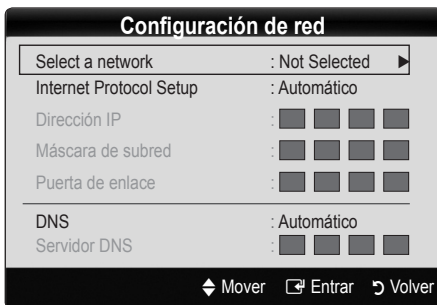 Configuración de red
Select a network : Not Selected ▶
Internet Protocol Setup : Automático
Dirección IP :
Máscara de subred :
Puerta de enlace :
DNS : Automático
Servidor DNS :
Mover Entrar Volver